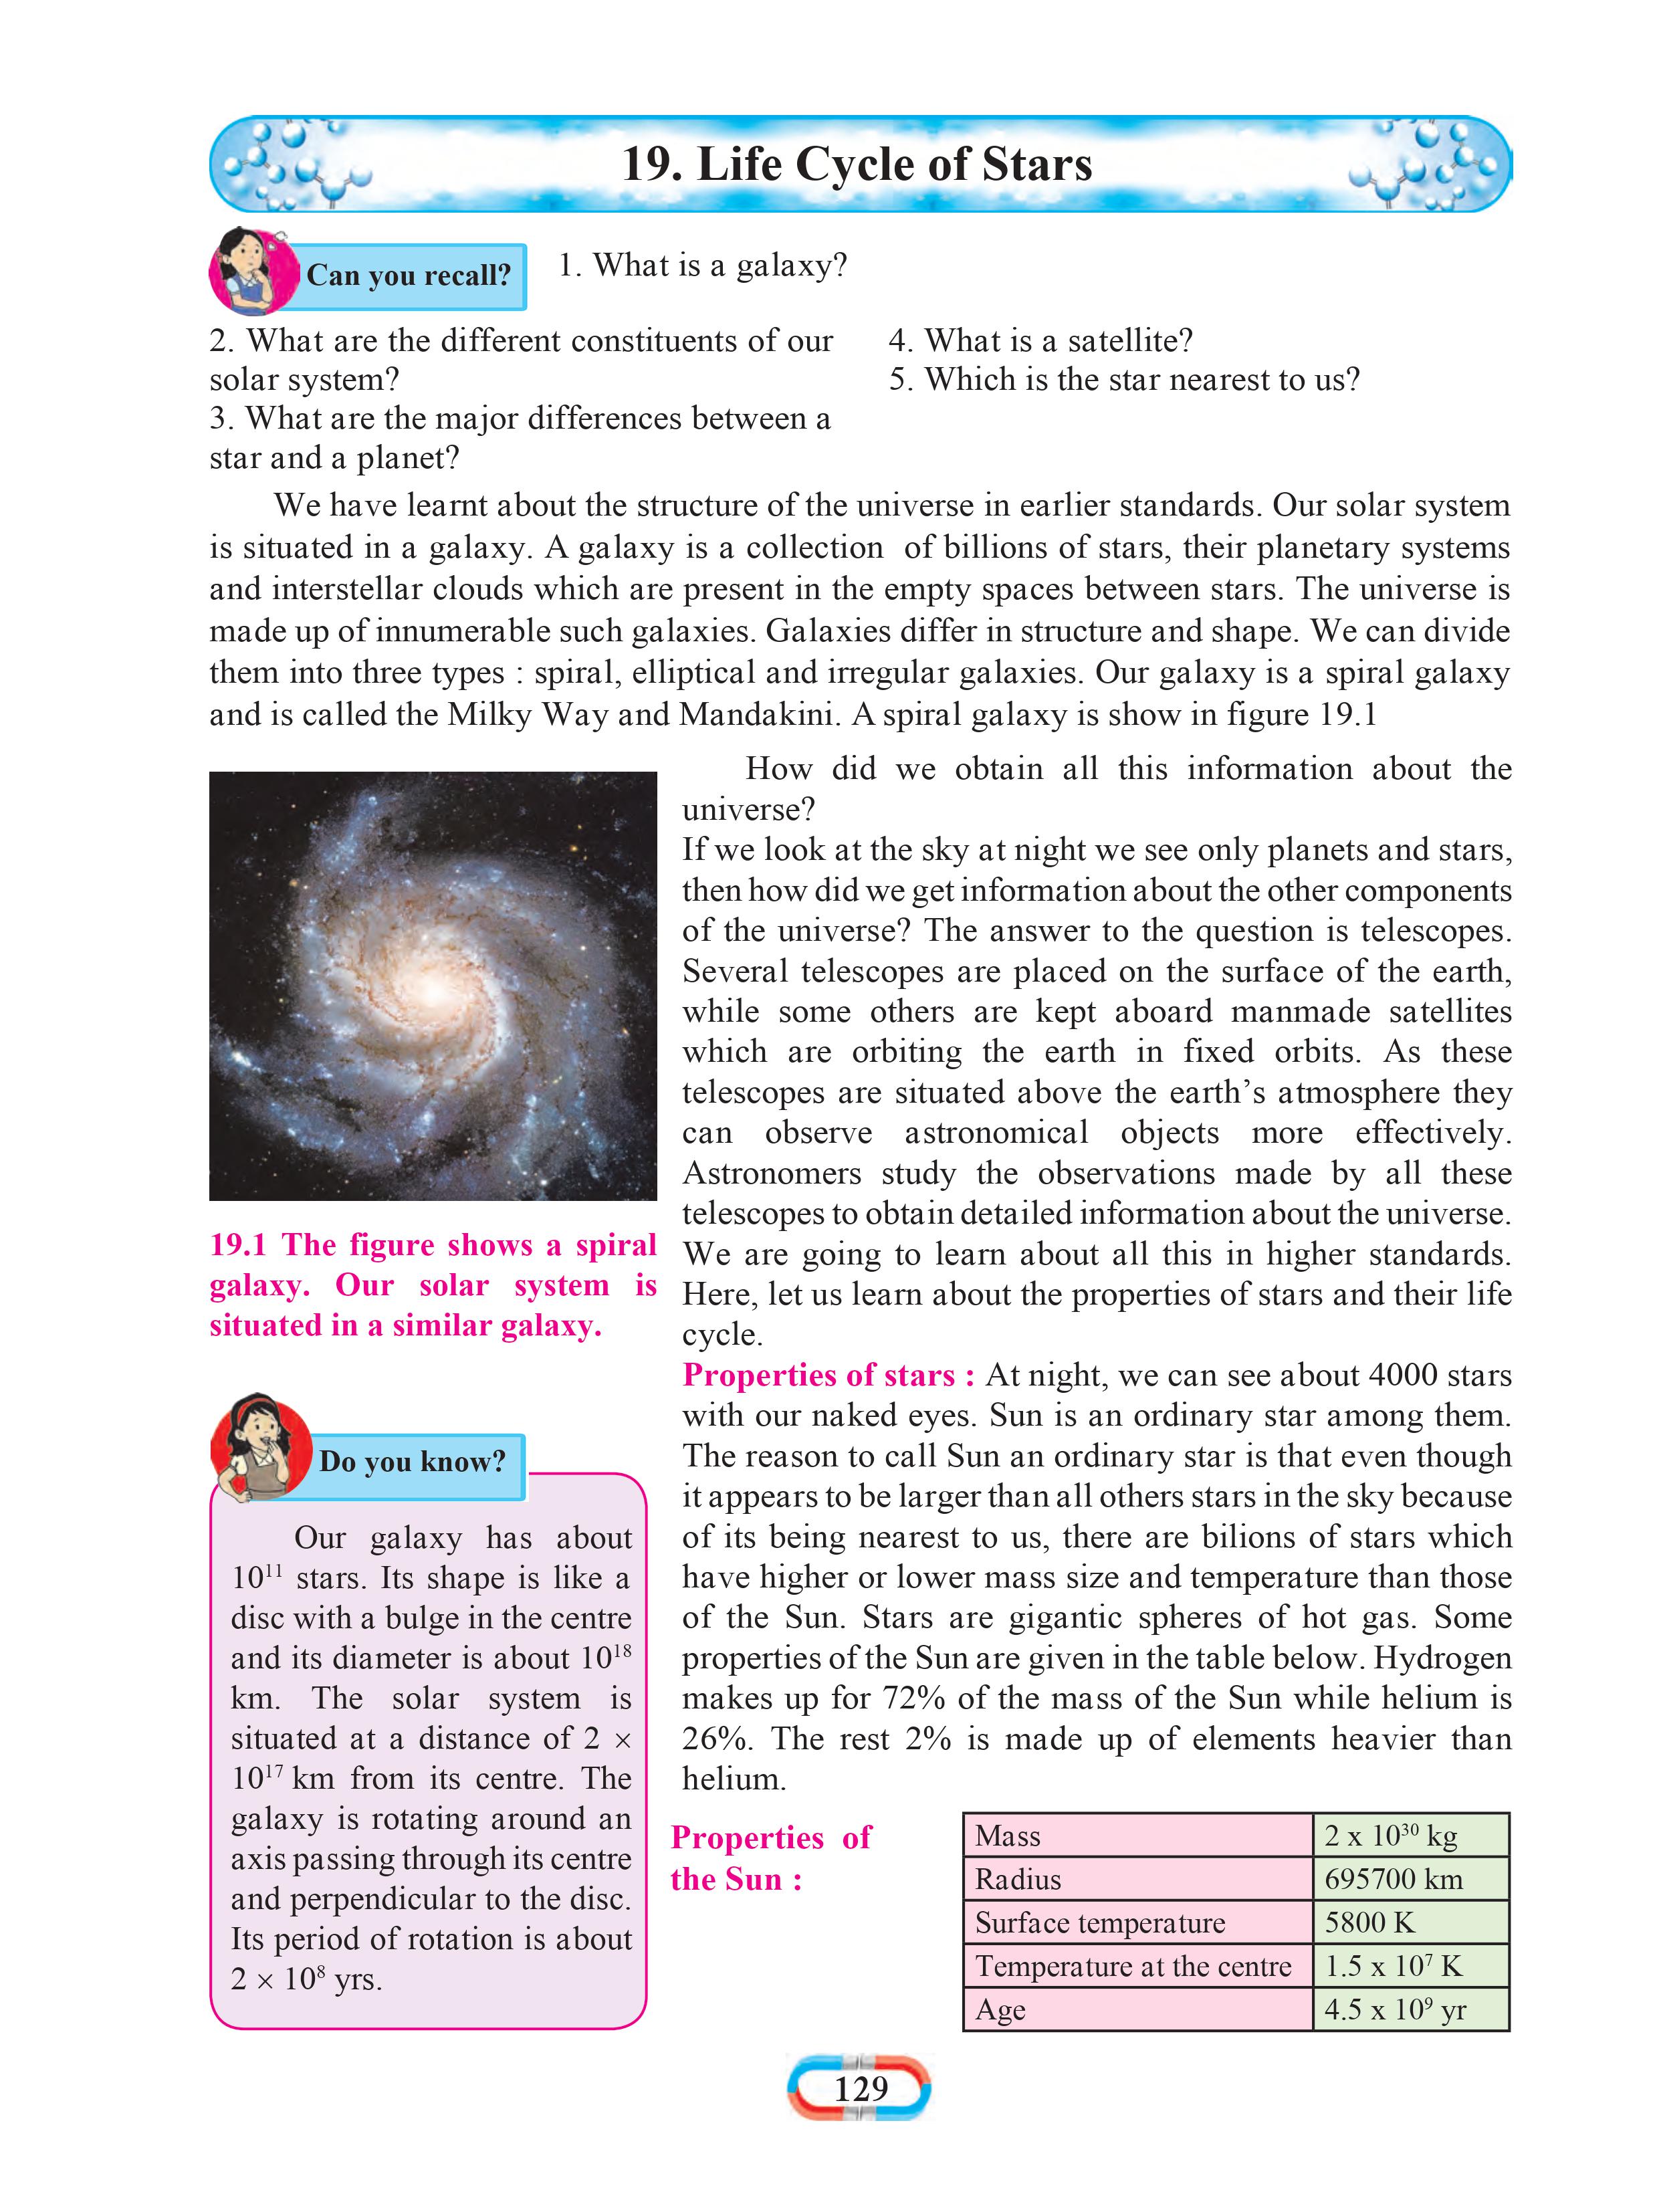 19. Life Cycle of Stars
Can you recall?
1. What is a galaxy?
2. What are the different constituents of our
solar system?
3. What are the major differences between a
star and a planet?
4. What is a satellite?
5. Which is the star nearest to us?
We have learnt about the structure of the universe in earlier standards. Our solar system
is situated in a galaxy. A galaxy is a collection of billions of stars, their planetary systems
and interstellar clouds which are present in the empty spaces between stars. The universe is
made up of innumerable such galaxies. Galaxies differ in structure and shape. We can divide
them into three types : spiral, elliptical and irregular galaxies. Our galaxy is a spiral galaxy
and is called the Milky Way and Mandakini. A spiral galaxy is show in figure 19.1
19.1 The figure shows a spiral
galaxy. Our solar system is
situated in a similar galaxy.
Do you know?
Our galaxy has about
10¹¹ stars. Its shape is like a
disc with a bulge in the centre
and its diameter is about 10¹⁸
km. The solar system is
situated at a distance of 2 ×
10¹⁷ km from its centre. The
galaxy is rotating around an
axis passing through its centre
and perpendicular to the disc.
Its period of rotation is about
2 × 10⁸ yrs.
How did we obtain all this information about the
universe?
If we look at the sky at night we see only planets and stars,
then how did we get information about the other components
of the universe? The answer to the question is telescopes.
Several telescopes are placed on the surface of the earth,
while some others are kept aboard manmade satellites
which are orbiting the earth in fixed orbits. As these
telescopes are situated above the earth’s atmosphere they
can observe astronomical objects more effectively.
Astronomers study the observations made by all these
telescopes to obtain detailed information about the universe.
We are going to learn about all this in higher standards.
Here, let us learn about the properties of stars and their life
cycle.
Properties of stars : At night, we can see about 4000 stars
with our naked eyes. Sun is an ordinary star among them.
The reason to call Sun an ordinary star is that even though
it appears to be larger than all others stars in the sky because
of its being nearest to us, there are bilions of stars which
have higher or lower mass size and temperature than those
of the Sun. Stars are gigantic spheres of hot gas. Some
properties of the Sun are given in the table below. Hydrogen
makes up for 72% of the mass of the Sun while helium is
26%. The rest 2% is made up of elements heavier than
helium.
Properties of
the Sun :
Mass 2 x 10³⁰ kg
Radius 695700 km
Surface temperature 5800 K
Temperature at the centre 1.5 x 10⁷ K
Age 4.5 x 10⁹ yr
129